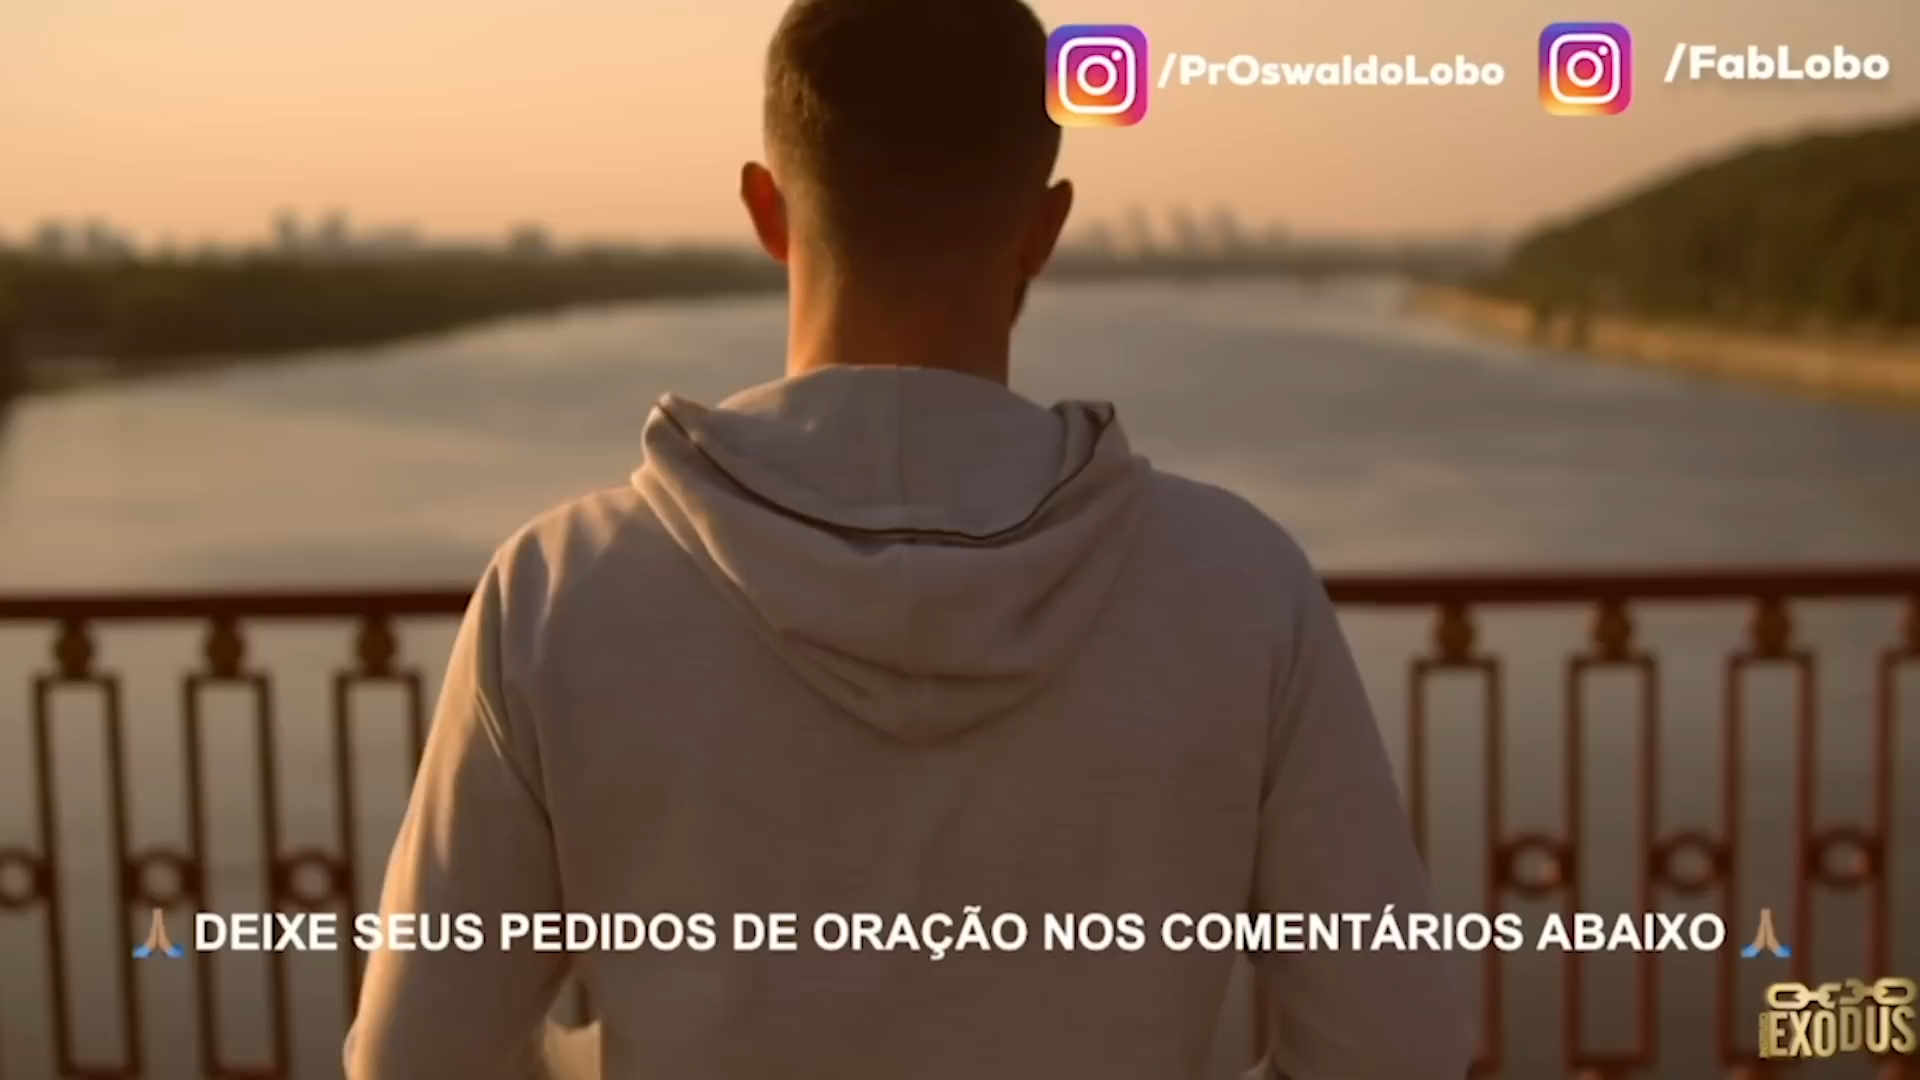 /PrOswaldoLobo
/FabLobo
🙏 DEIXE SEUS PEDIDOS DE ORAÇÃO NOS COMENTÁRIOS ABAIXO 🙏
EXODUS